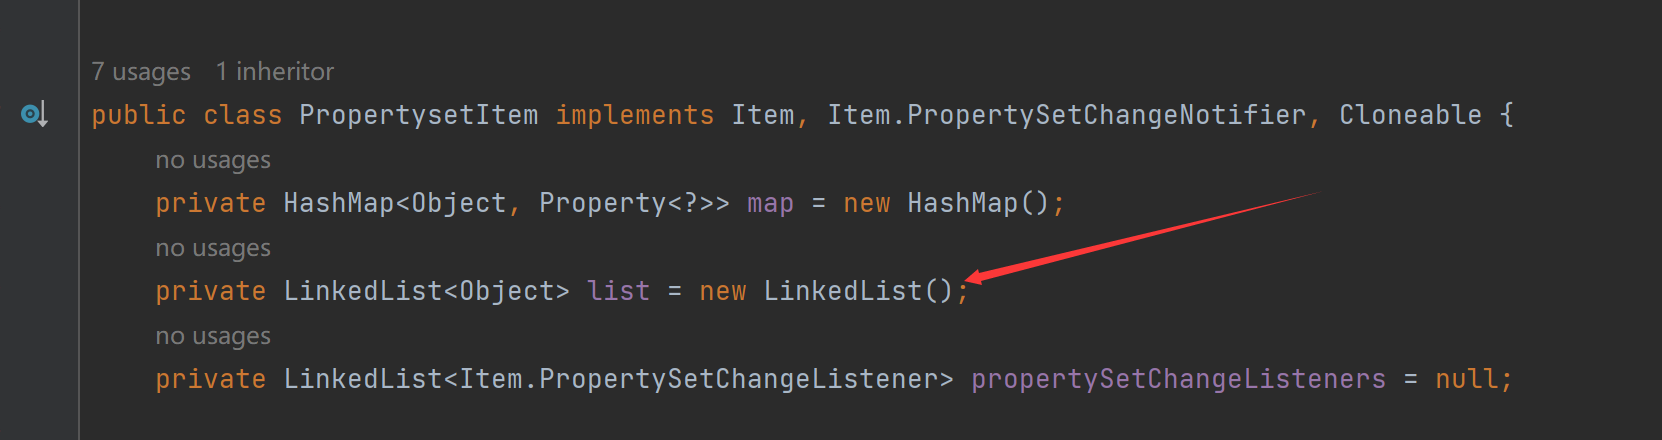 7 usages   1 inheritor
public class PropertysetItem implements Item, Item.PropertySetChangeNotifier, Cloneable {
no usages
private HashMap<Object, Property<?>> map = new HashMap();
no usages
private LinkedList<Object> list = new LinkedList();
no usages
private LinkedList<Item.PropertySetChangeListener> propertySetChangeListeners = null;